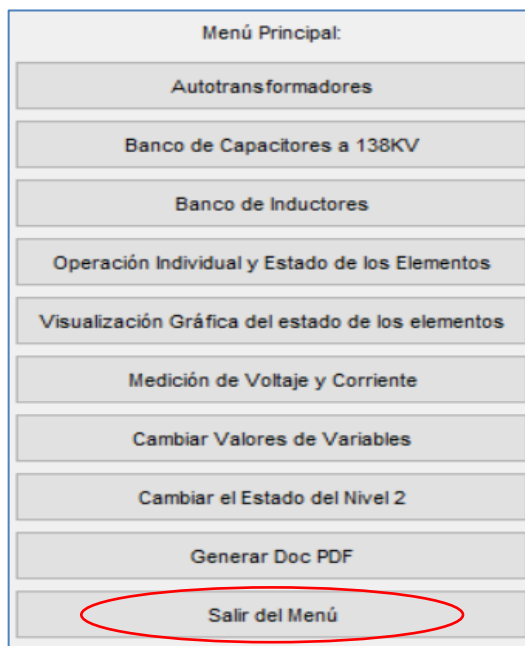 Menú Principal:
Autotransformadores
Banco de Capacitores a 138KV
Banco de Inductores
Operación Individual y Estado de los Elementos
Visualización Gráfica del estado de los elementos
Medición de Voltaje y Corriente
Cambiar Valores de Variables
Cambiar el Estado del Nivel 2
Generar Doc PDF
Salir del Menú